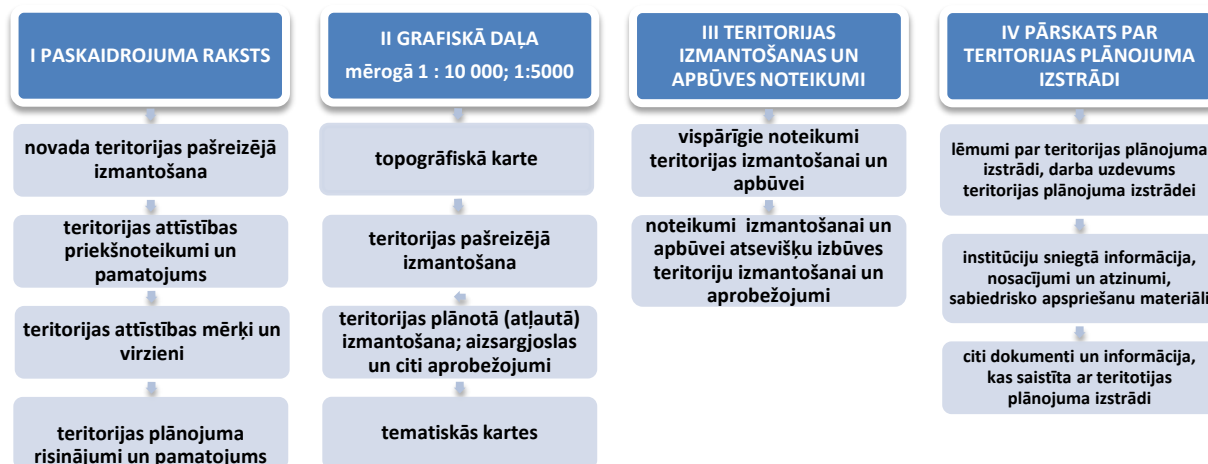 I PASKAIDROJUMA RAKSTS
novada teritorijas pašreizējā
izmantošana
teritorijas attīstības
priekšnoteikumi un
pamatojums
teritorijas attīstības mērķi un
virzieni
teritorijas plānojuma
risinājumi un pamatojums
II GRAFISKĀ DAĻA
mērogā 1 : 10 000; 1:5000
topogrāfiskā karte
teritorijas pašreizējā
izmantošana
teritorijas plānotā (atļautā)
izmantošana; aizsargjoslas
un citi aprobežojumi
tematiskās kartes
III TERITORIJAS
IZMANTOŠANAS UN
APBŪVES NOTEIKUMI
vispārīgie noteikumi
teritorijas izmantošanai un
apbūvei
noteikumi izmantošanai un
apbūvei atsevišķu izbūves
teritoriju izmantošanai un
aprobežojumi
IV PĀRSKATS PAR
TERITORIJAS PLĀNOJUMA
IZSTRĀDI
lēmumi par teritorijas plānojuma
izstrādi, darba uzdevums
teritorijas plānojuma izstrādei
institūciju sniegtā informācija,
nosacījumi un atzinumi,
sabiedrisko apspriešanu materiāli
citi dokumenti un informācija,
kas saistīta ar teritotijas
plānojuma izstrādi